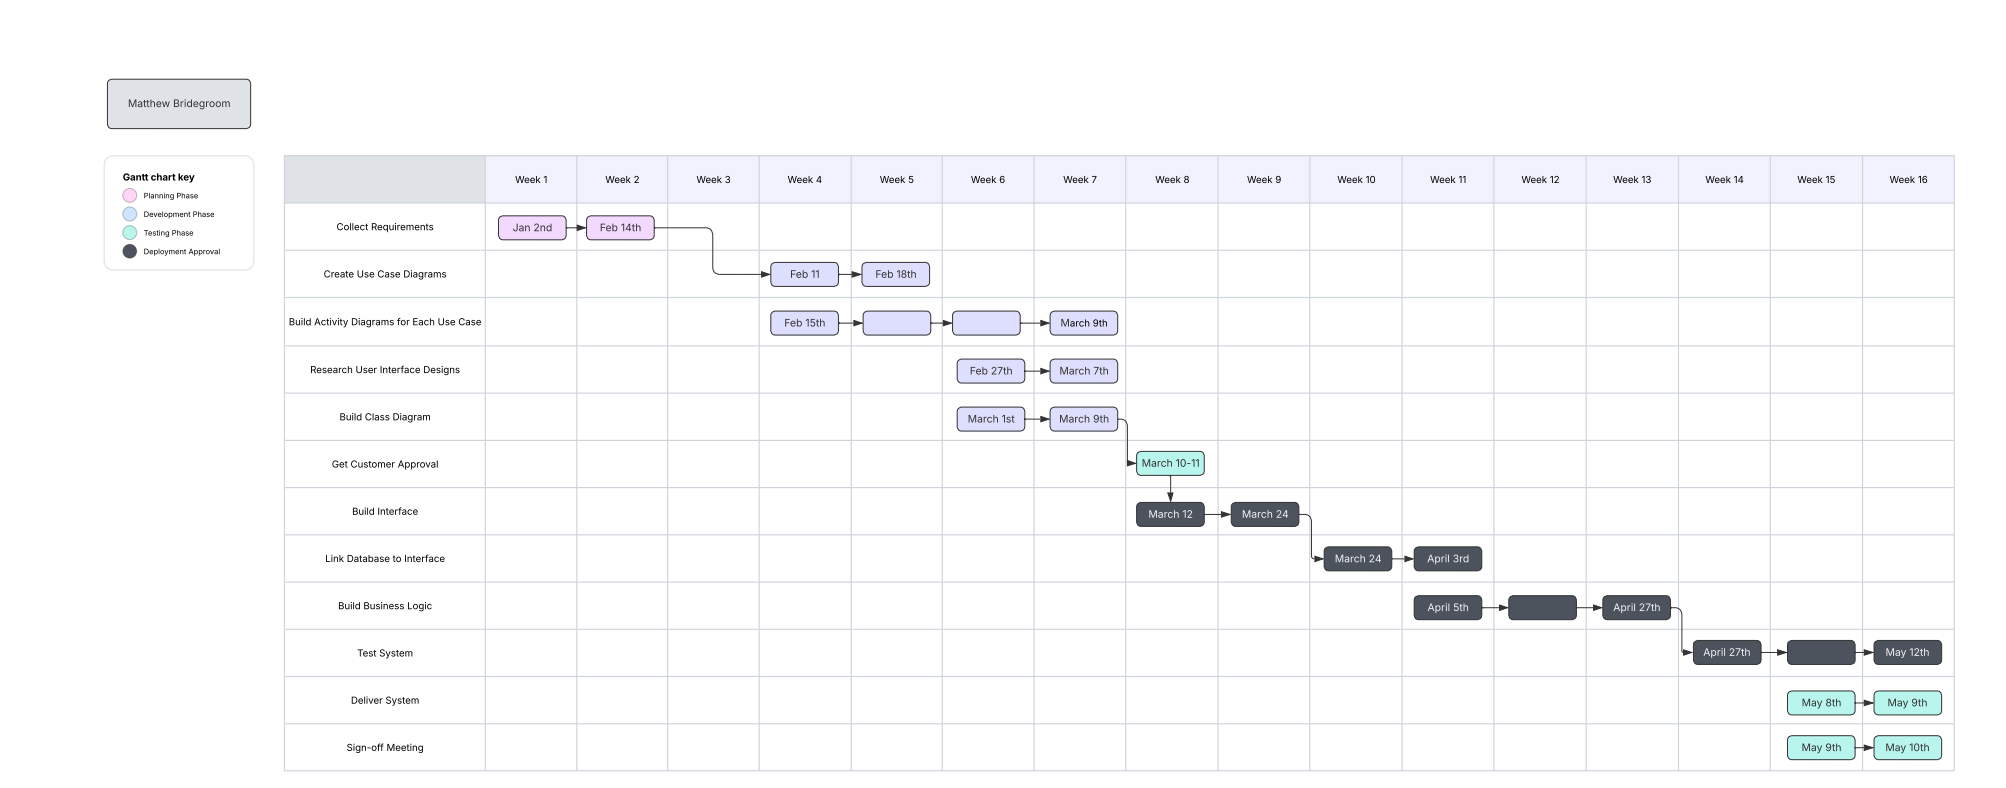 Matthew Bridegroom
Gantt chart key
Planning Phase
Development Phase
Testing Phase
Deployment Approval
Week 1 Week 2 Week 3 Week 4 Week 5 Week 6 Week 7 Week 8 Week 9 Week 10 Week 11 Week 12 Week 13 Week 14 Week 15 Week 16
Collect Requirements Jan 2nd Feb 14th
Create Use Case Diagrams Feb 11 Feb 18th
Build Activity Diagrams for Each Use Case Feb 15th March 9th
Research User Interface Designs Feb 27th March 7th
Build Class Diagram March 1st March 9th
Get Customer Approval March 10-11
Build Interface March 12 March 24
Link Database to Interface March 24 April 3rd
Build Business Logic April 5th April 27th
Test System April 27th May 12th
Deliver System May 8th May 9th
Sign-off Meeting May 9th May 10th